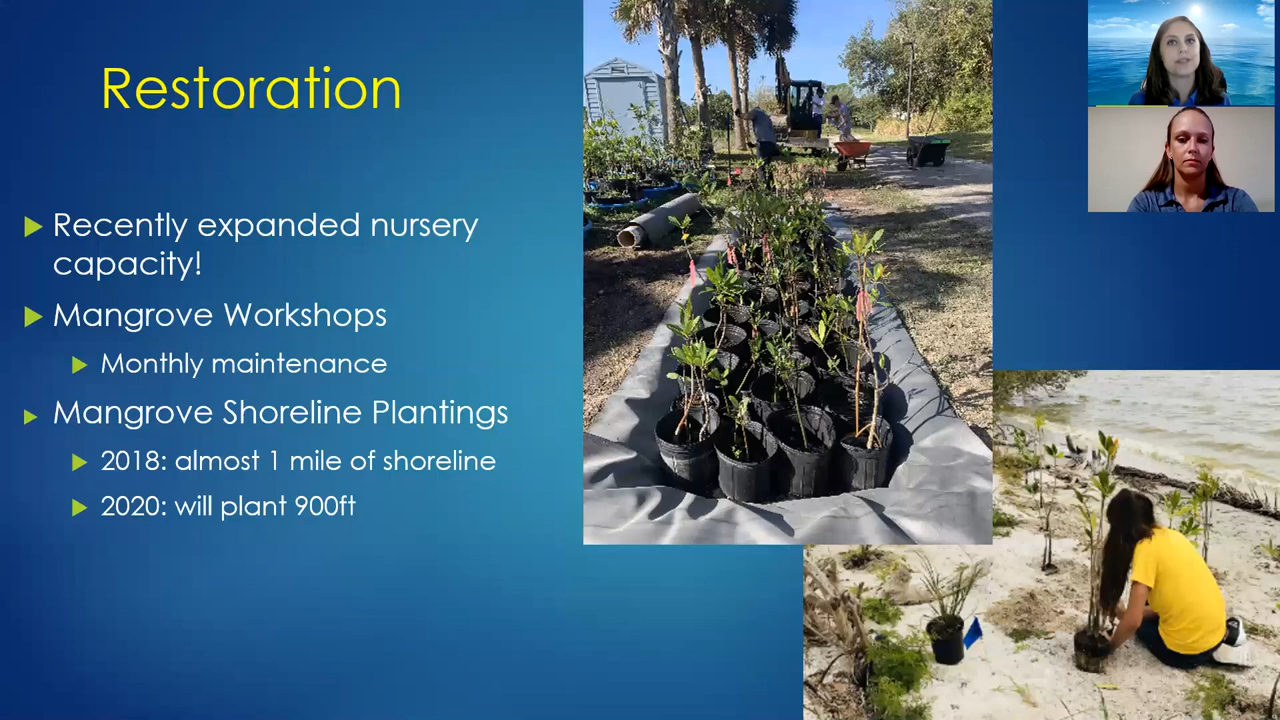 Restoration
Recently expanded nursery
capacity!
Mangrove Workshops
Monthly maintenance
Mangrove Shoreline Plantings
2018: almost 1 mile of shoreline
2020: will plant 900ft